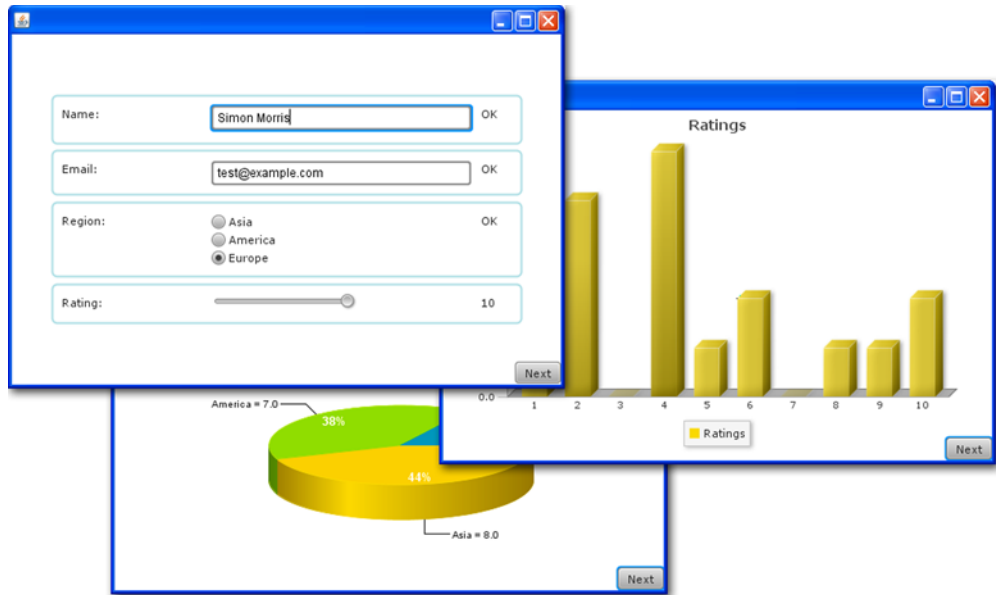 Name:
Simon Morris
OK
Email:
test@example.com
OK
Region:
Asia
OK
America
Europe
Rating:
10
Next
Ratings
0.0
1 2 3 4 5 6 7 8 9 10
Ratings
Next
America = 7.0
38%
44%
Asia = 8.0
Next